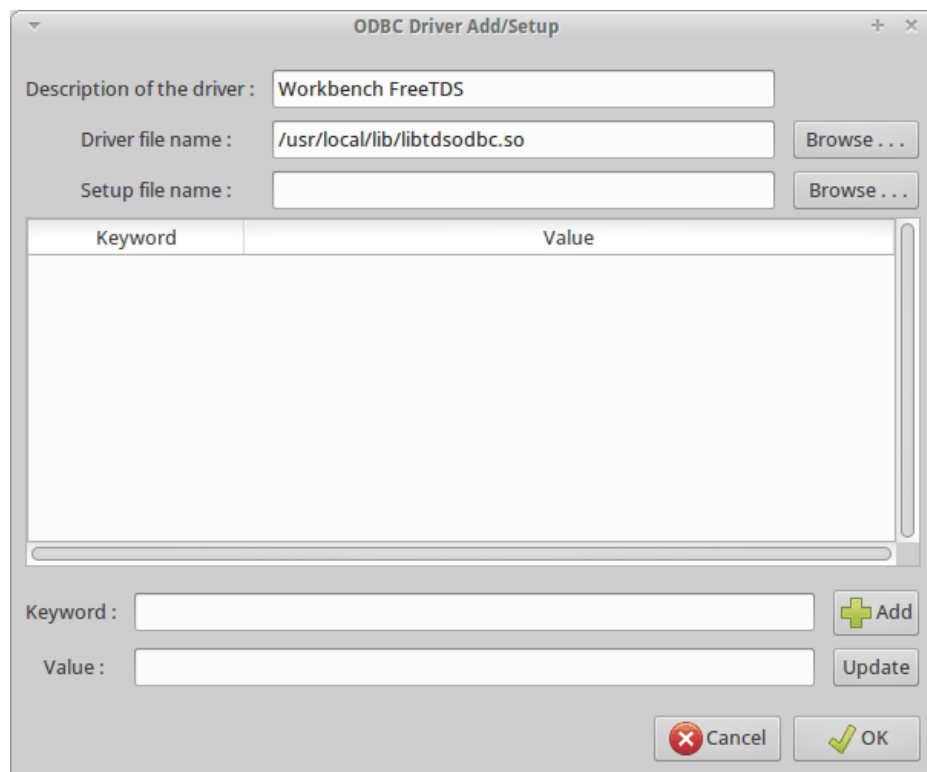 ODBC Driver Add/Setup
Description of the driver : Workbench FreeTDS
Driver file name : /usr/local/lib/libtdsodbc.so Browse . . .
Setup file name : Browse . . .
Keyword Value
Keyword : Add
Value : Update
Cancel OK